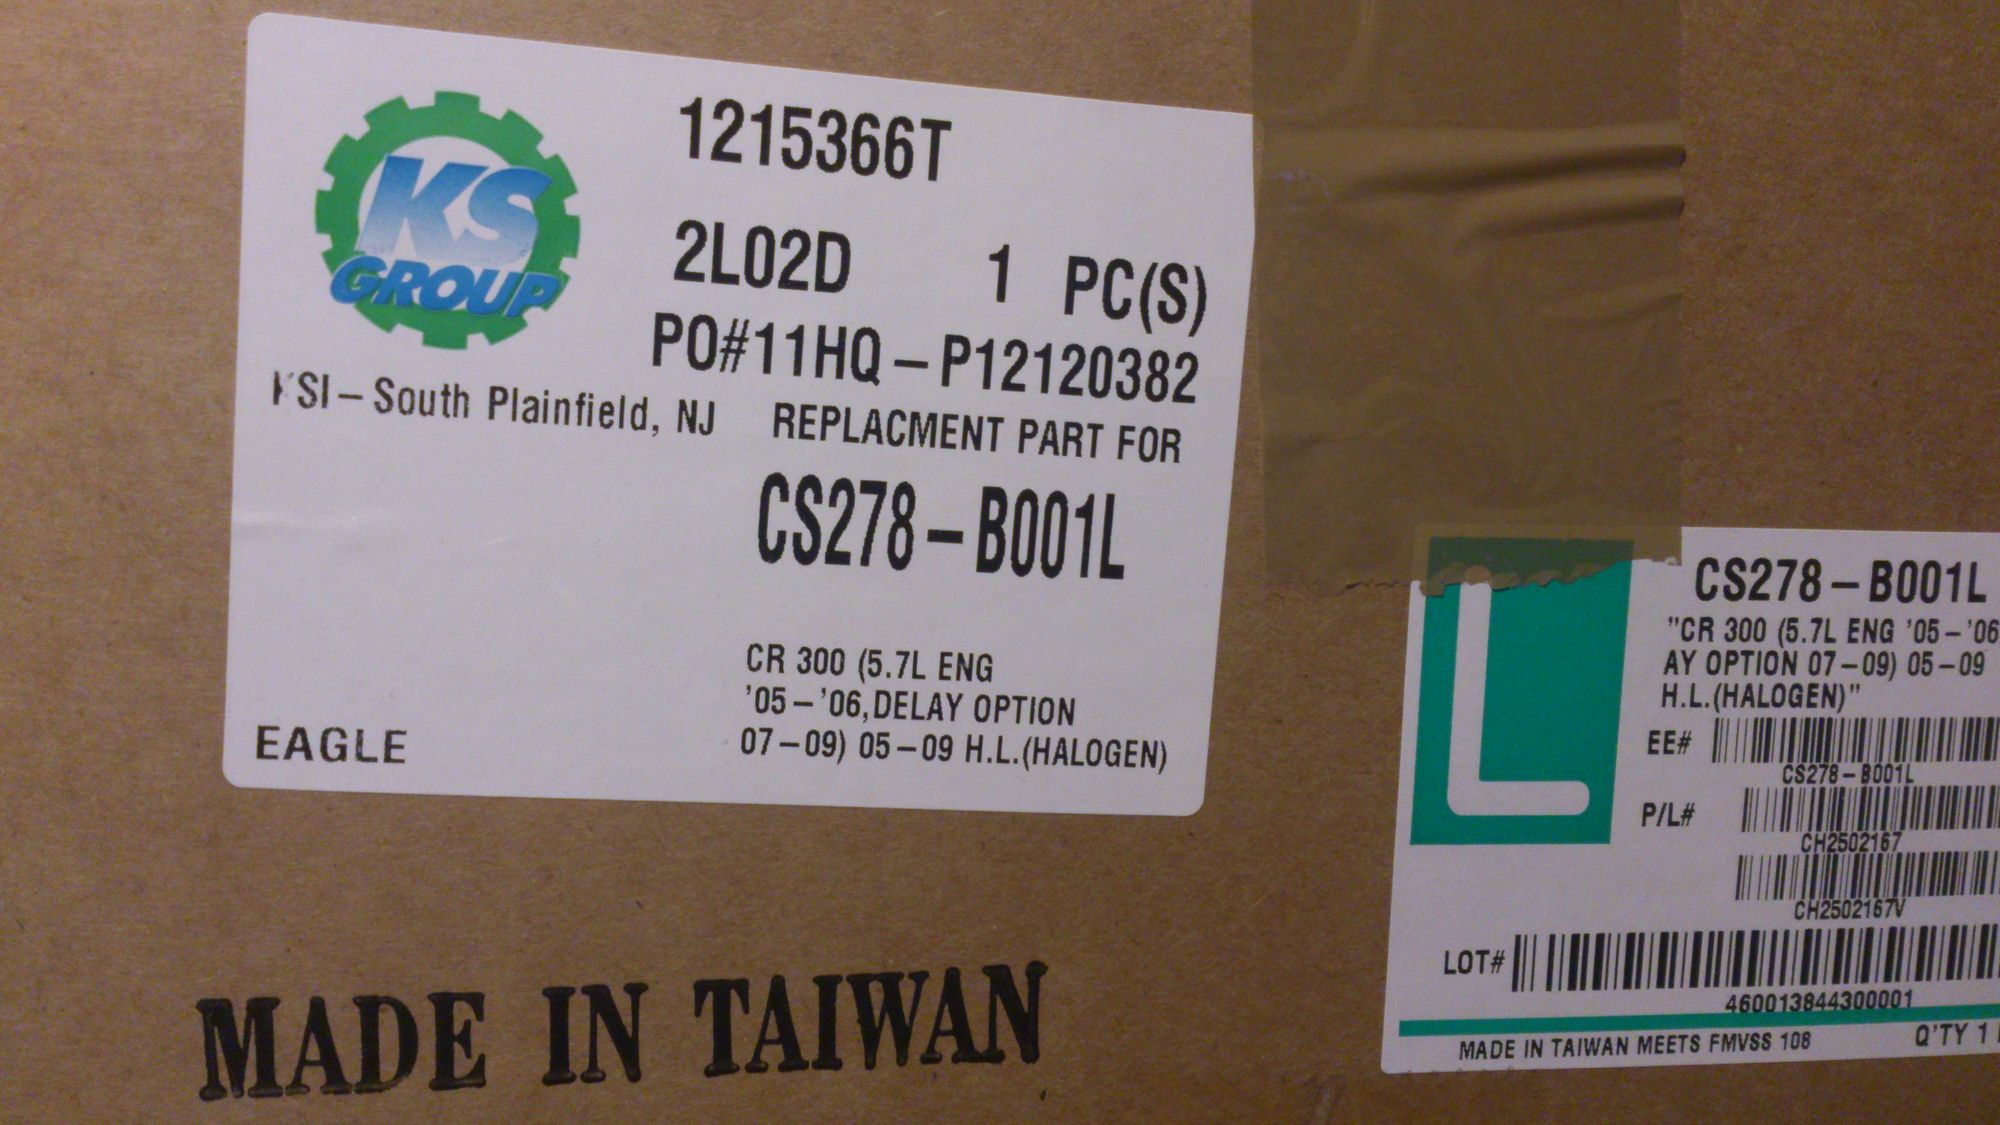 KS
GROUP
1215366T
2L02D 1 PC(S)
PO#11HQ-P12120382
KSI-South Plainfield, NJ REPLACMENT PART FOR
CS278-B001L
CR 300 (5.7L ENG
'05-'06,DELAY OPTION
07-09) 05-09 H.L.(HALOGEN)
EAGLE
MADE IN TAIWAN
L
CS278-B001L
"CR 300 (5.7L ENG '05-'06
AY OPTION 07-09) 05-09
H.L.(HALOGEN)"
EE#
CS278-B001L
P/L#
CH2502167
CH2502167V
LOT#
460013844300001
MADE IN TAIWAN MEETS FMVSS 108 Q'TY 1